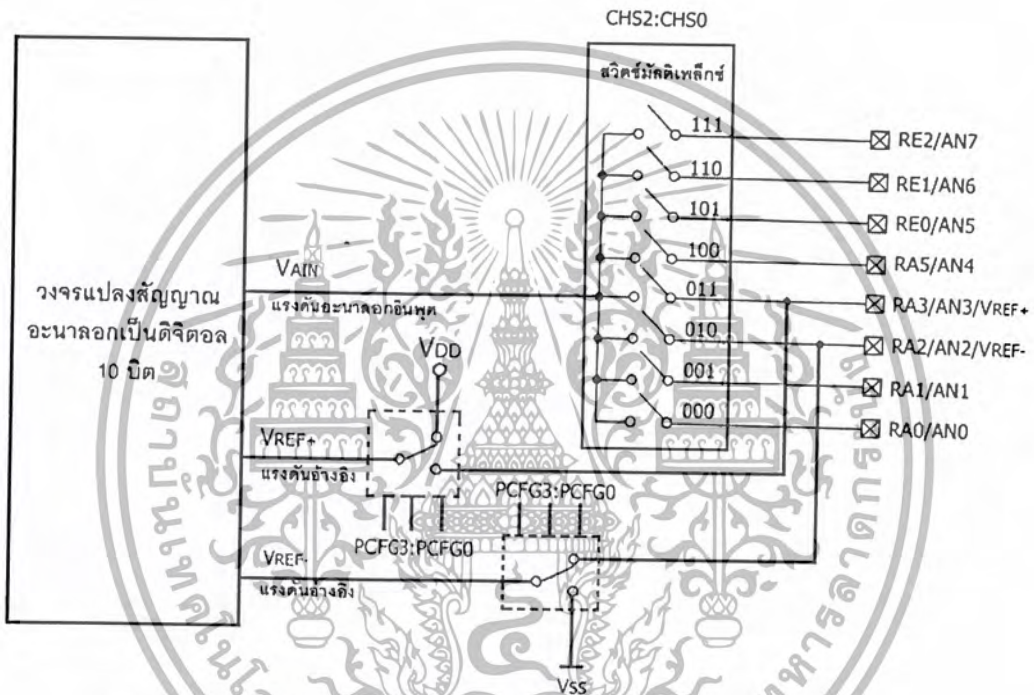 CHS2:CHS0
สวิตช์มัลติเพล็กซ์
111
RE2/AN7
110
RE1/AN6
101
RE0/AN5
100
RA5/AN4
011
RA3/AN3/VREF+
010
RA2/AN2/VREF-
001
RA1/AN1
000
RA0/AN0
วงจรแปลงสัญญาณ
อะนาลอกเป็นดิจิตอล
10 บิต
VAIN
แรงดันอะนาลอกอินพุต
VDD
VREF+
แรงดันอ้างอิง
PCFG3:PCFG0
PCFG3:PCFG0
VREF-
แรงดันอ้างอิง
VSS